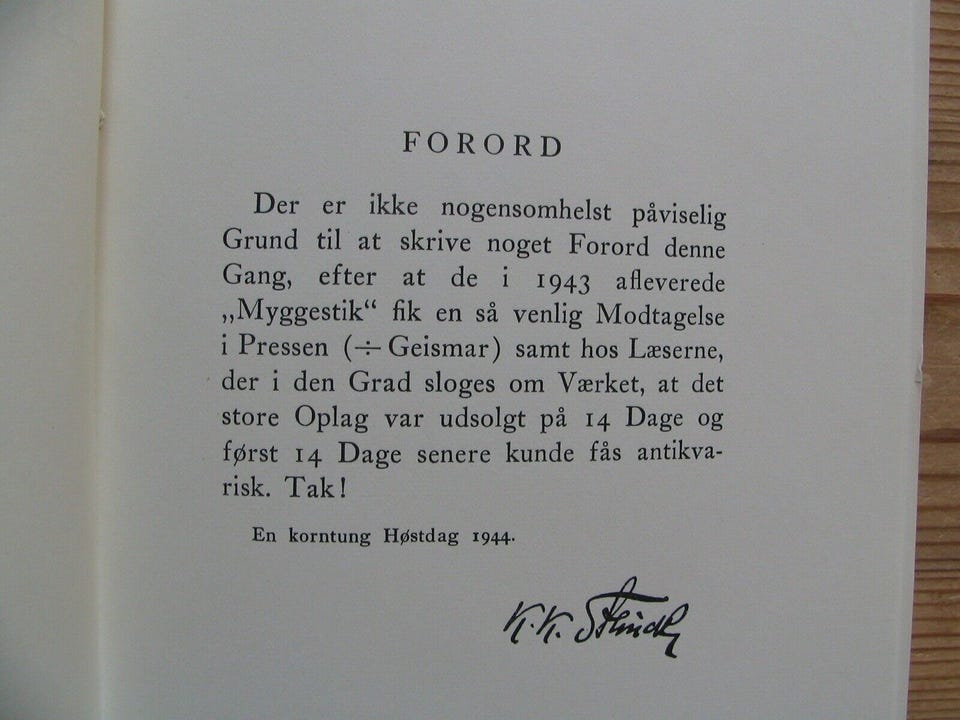 FORORD
Der er ikke nogensomhelst påviselig
Grund til at skrive noget Forord denne
Gang, efter at de i 1943 afleverede
„Myggestik“ fik en så venlig Modtagelse
i Pressen (÷Geismar) samt hos Læserne,
der i den Grad sloges om Værket, at det
store Oplag var udsolgt på 14 Dage og
først 14 Dage senere kunde fås antikva-
risk. Tak!
En korntung Høstdag 1944.
K.K.